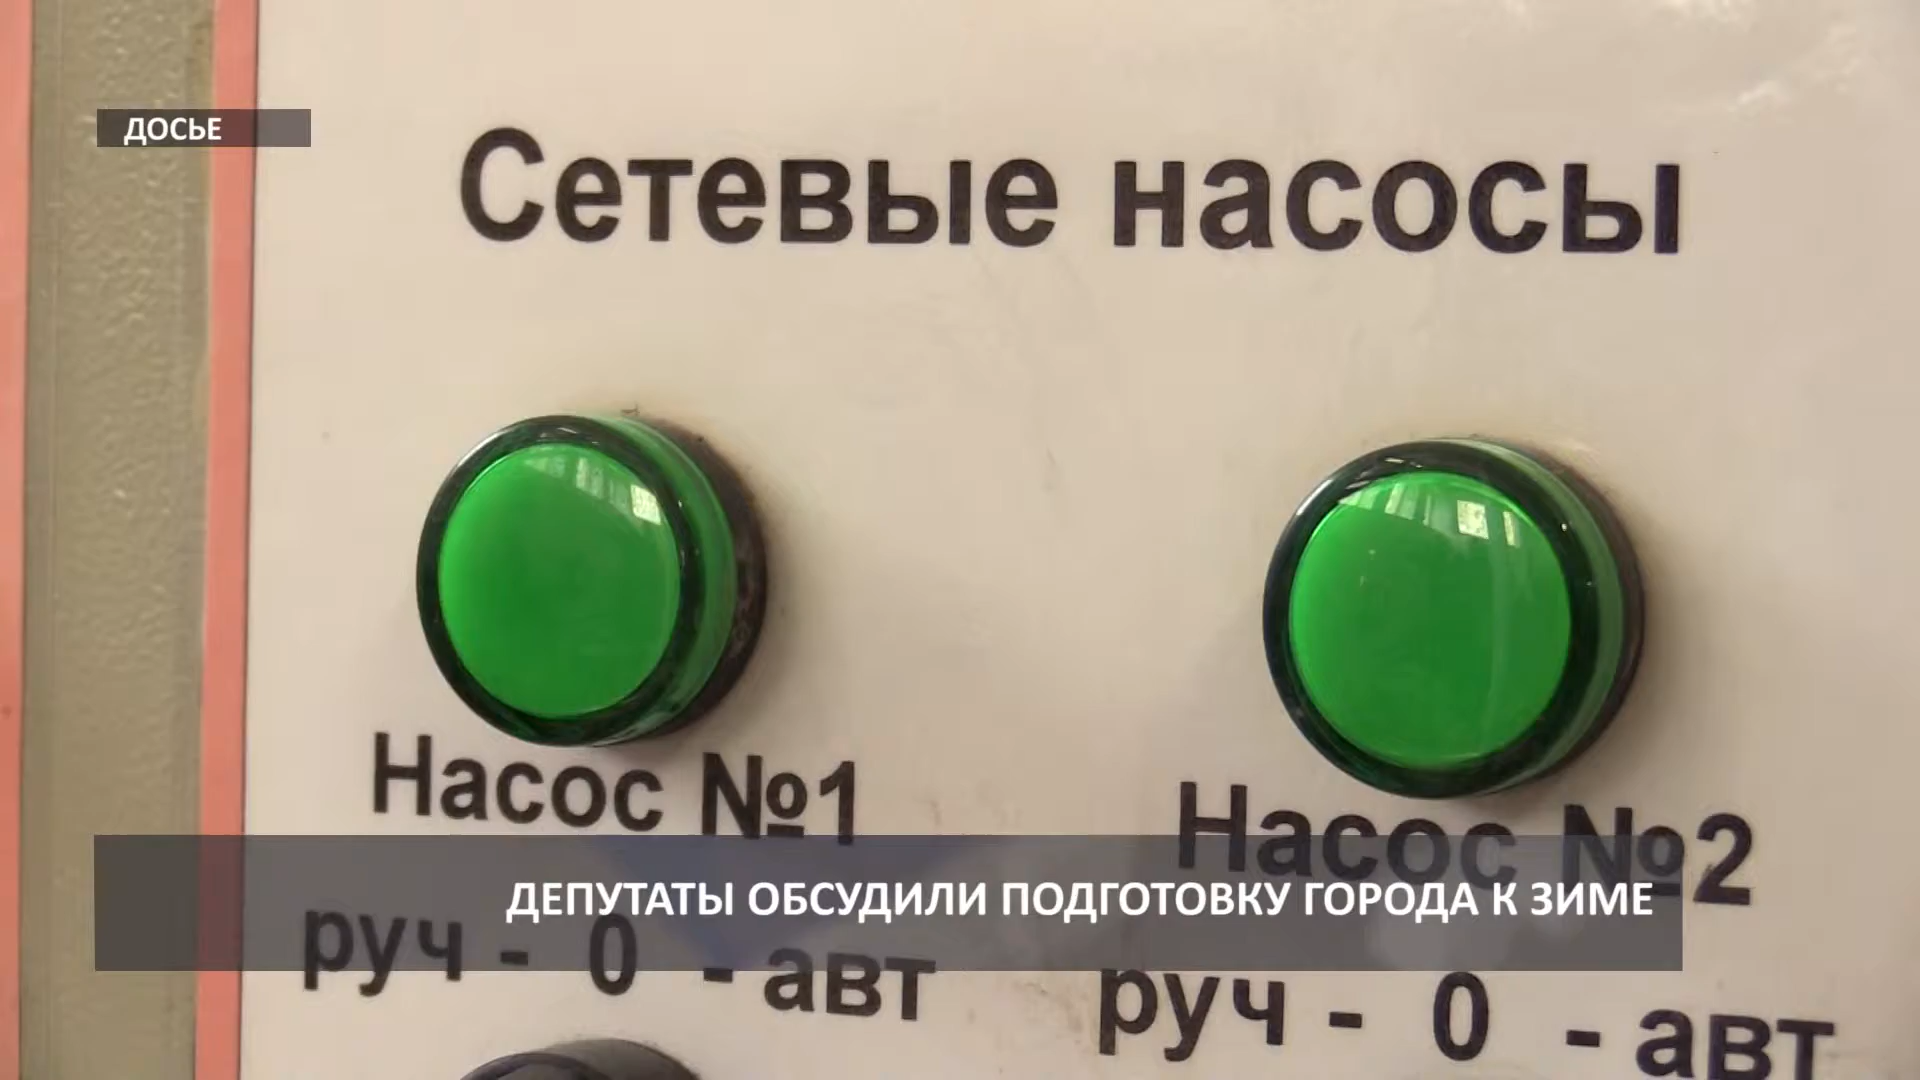 ДОСЬЕ
Сетевые насосы
Насос №1
Насос №2
ДЕПУТАТЫ ОБСУДИЛИ ПОДГОТОВКУ ГОРОДА К ЗИМЕ
руч - 0 - авт
руч - 0 - авт